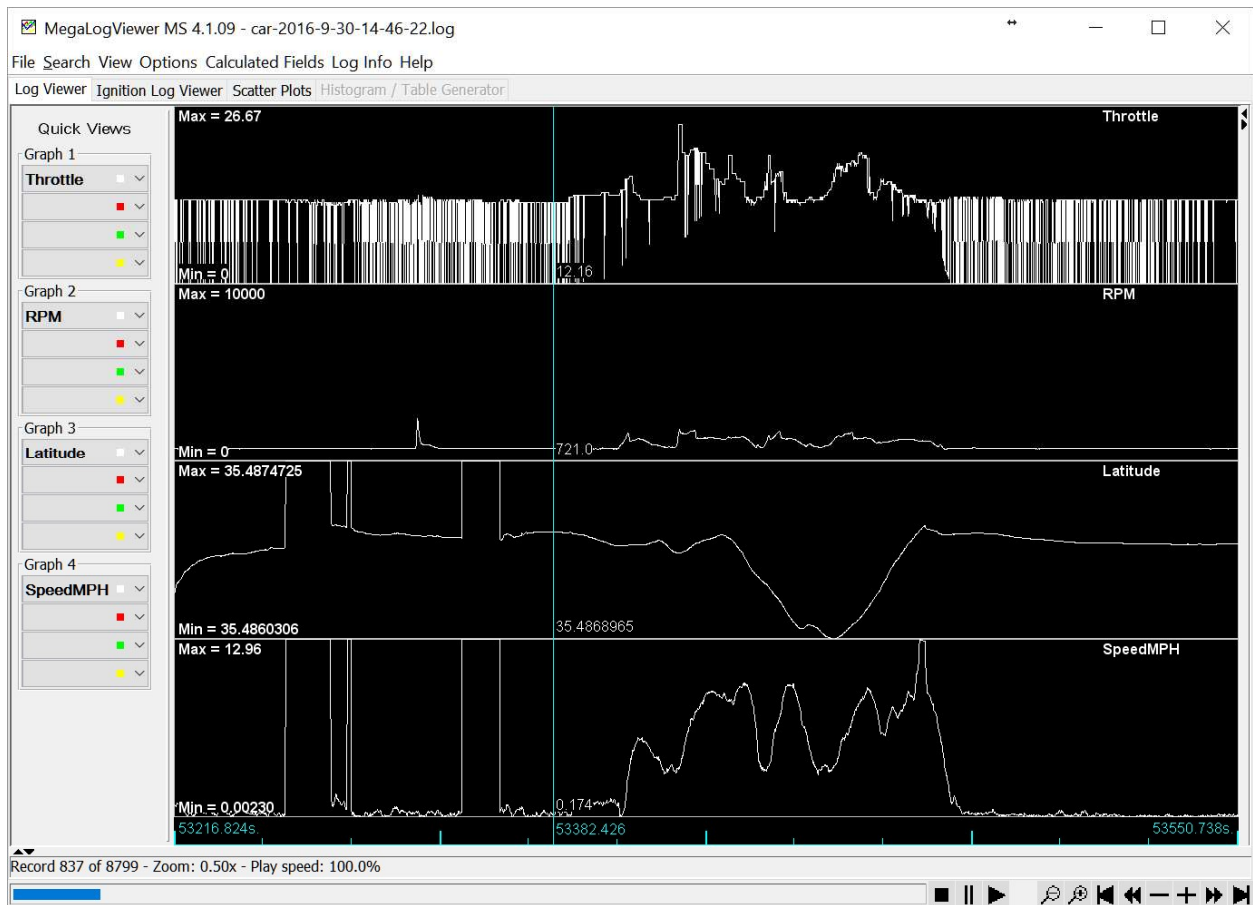 MegaLogViewer MS 4.1.09 - car-2016-9-30-14-46-22.log
File Search View Options Calculated Fields Log Info Help
Log Viewer Ignition Log Viewer Scatter Plots Histogram / Table Generator
Quick Views
Graph 1
Throttle
Graph 2
RPM
Graph 3
Latitude
Graph 4
SpeedMPH
Max = 26.67 Throttle
Min = 0 12.16
Max = 10000 RPM
Min = 0 721.0
Max = 35.4874725 Latitude
Min = 35.4860306 35.4868965
Max = 12.96 SpeedMPH
Min = 0.00230 0.174
53216.824s. 53382.426 53550.738s.
Record 837 of 8799 - Zoom: 0.50x - Play speed: 100.0%